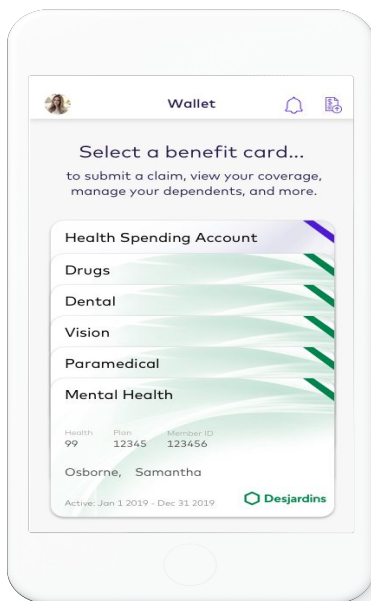 Wallet
Select a benefit card...
to submit a claim, view your coverage,
manage your dependents, and more.
Health Spending Account
Drugs
Dental
Vision
Paramedical
Mental Health
Health Plan Member ID
99 12345 123456
Osborne, Samantha
Active: Jan 1 2019 - Dec 31 2019 Desjardins